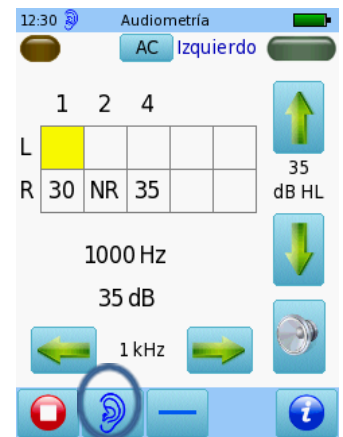 12:30 Audiometría
AC Izquierdo
1 2 4
L
R 30 NR 35
35
dB HL
1000 Hz
35 dB
1 kHz
i